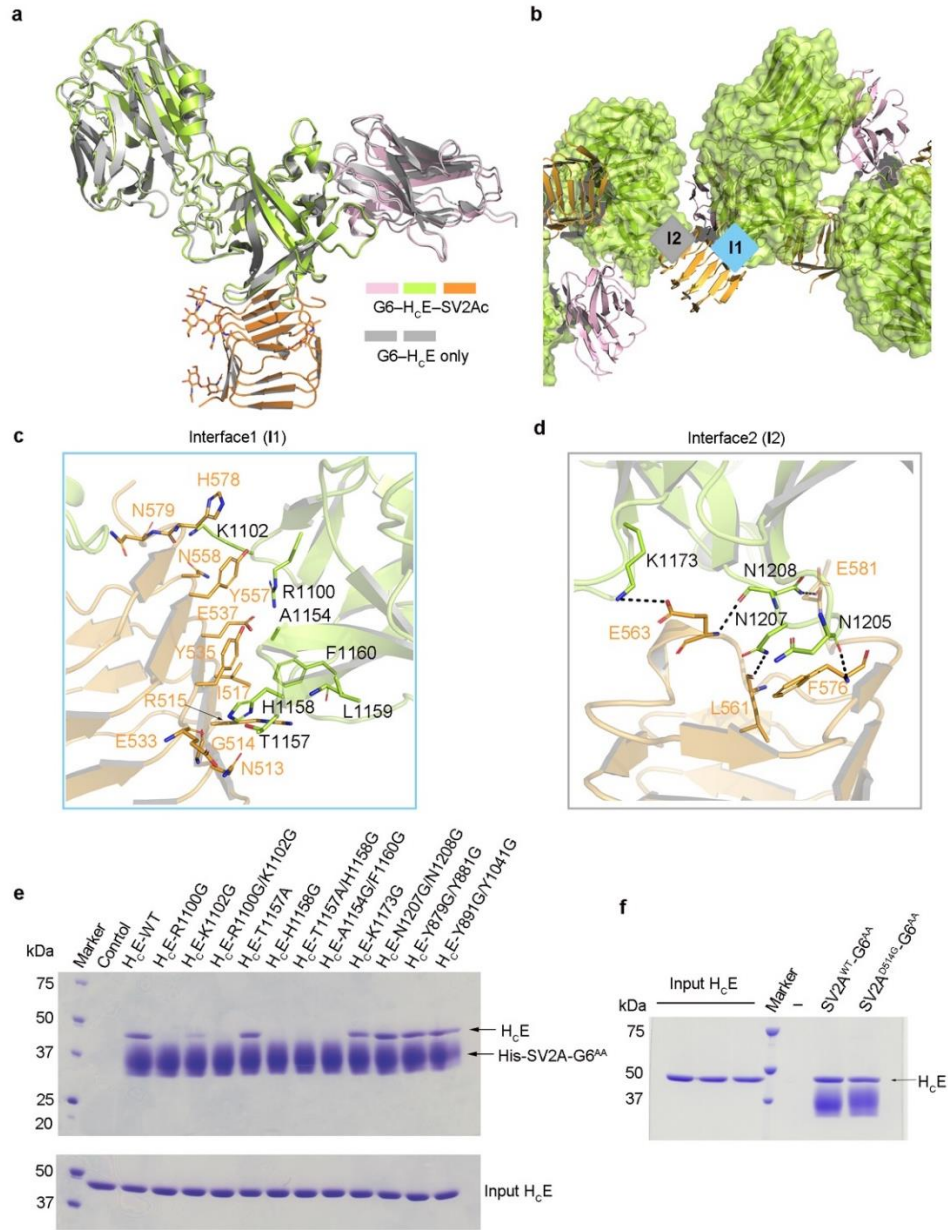 a
G6–HCE–SV2Ac
G6–HCE only
b
I2
I1
c
Interface1 (I1)
H578
N579
K1102
N558
Y557
R1100
E537
A1154
Y535
F1160
I517
R515
H1158
L1159
E533
G514
T1157
N513
d
Interface2 (I2)
K1173
N1208
E581
E563
N1207
N1205
L561
F576
e
kDa
Marker
Conrtol
HCE-WT
HCE-R1100G
HCE-K1102G
HCE-R1100G/K1102G
HCE-T1157A
HCE-H1158G
HCE-T1157A/H1158G
HCE-A1154G/F1160G
HCE-K1173G
HCE-N1207G/N1208G
HCE-Y879G/Y881G
HCE-Y891G/Y1041G
75
50
37
25
20
HCE
His-SV2A-G6AA
50
37
Input HCE
f
Input HCE
Marker
–
SV2AWT-G6AA
SV2AD514G-G6AA
kDa
75
50
37
HCE